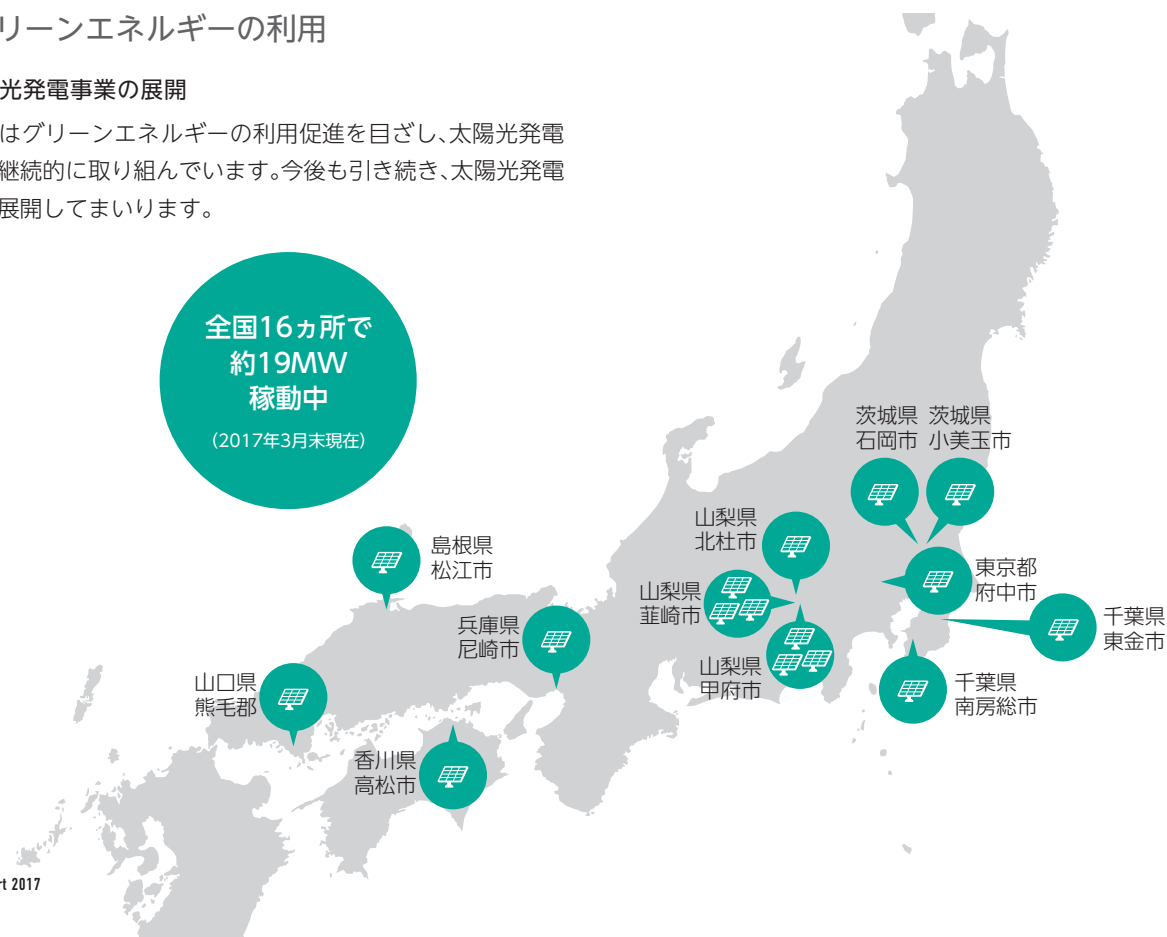 リーンエネルギーの利用
光発電事業の展開
はグリーンエネルギーの利用促進を目ざし、太陽光発電
継続的に取り組んでいます。今後も引き続き、太陽光発電
展開してまいります。
全国16ヵ所で
約19MW
稼動中
(2017年3月末現在)
茨城県
石岡市
茨城県
小美玉市
山梨県
北杜市
島根県
松江市
東京都
府中市
山梨県
韮崎市
千葉県
東金市
兵庫県
尼崎市
山梨県
甲府市
千葉県
南房総市
山口県
熊毛郡
香川県
高松市
rt 2017